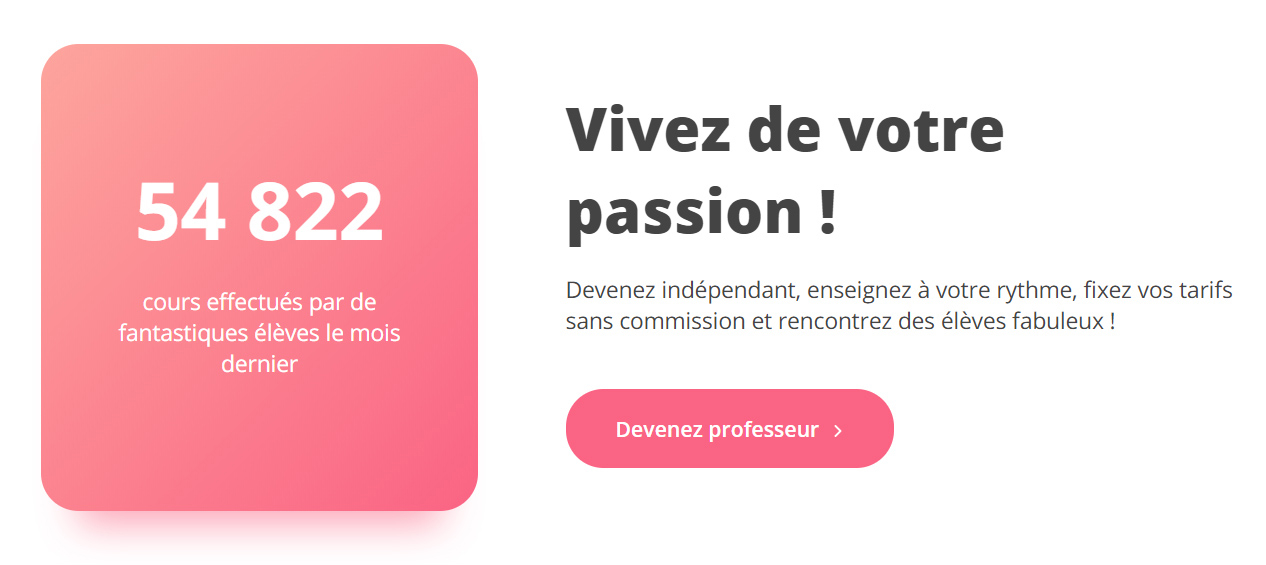 54 822
cours effectués par de
fantastiques élèves le mois
dernier
Vivez de votre
passion !
Devenez indépendant, enseignez à votre rythme, fixez vos tarifs
sans commission et rencontrez des élèves fabuleux !
Devenez professeur